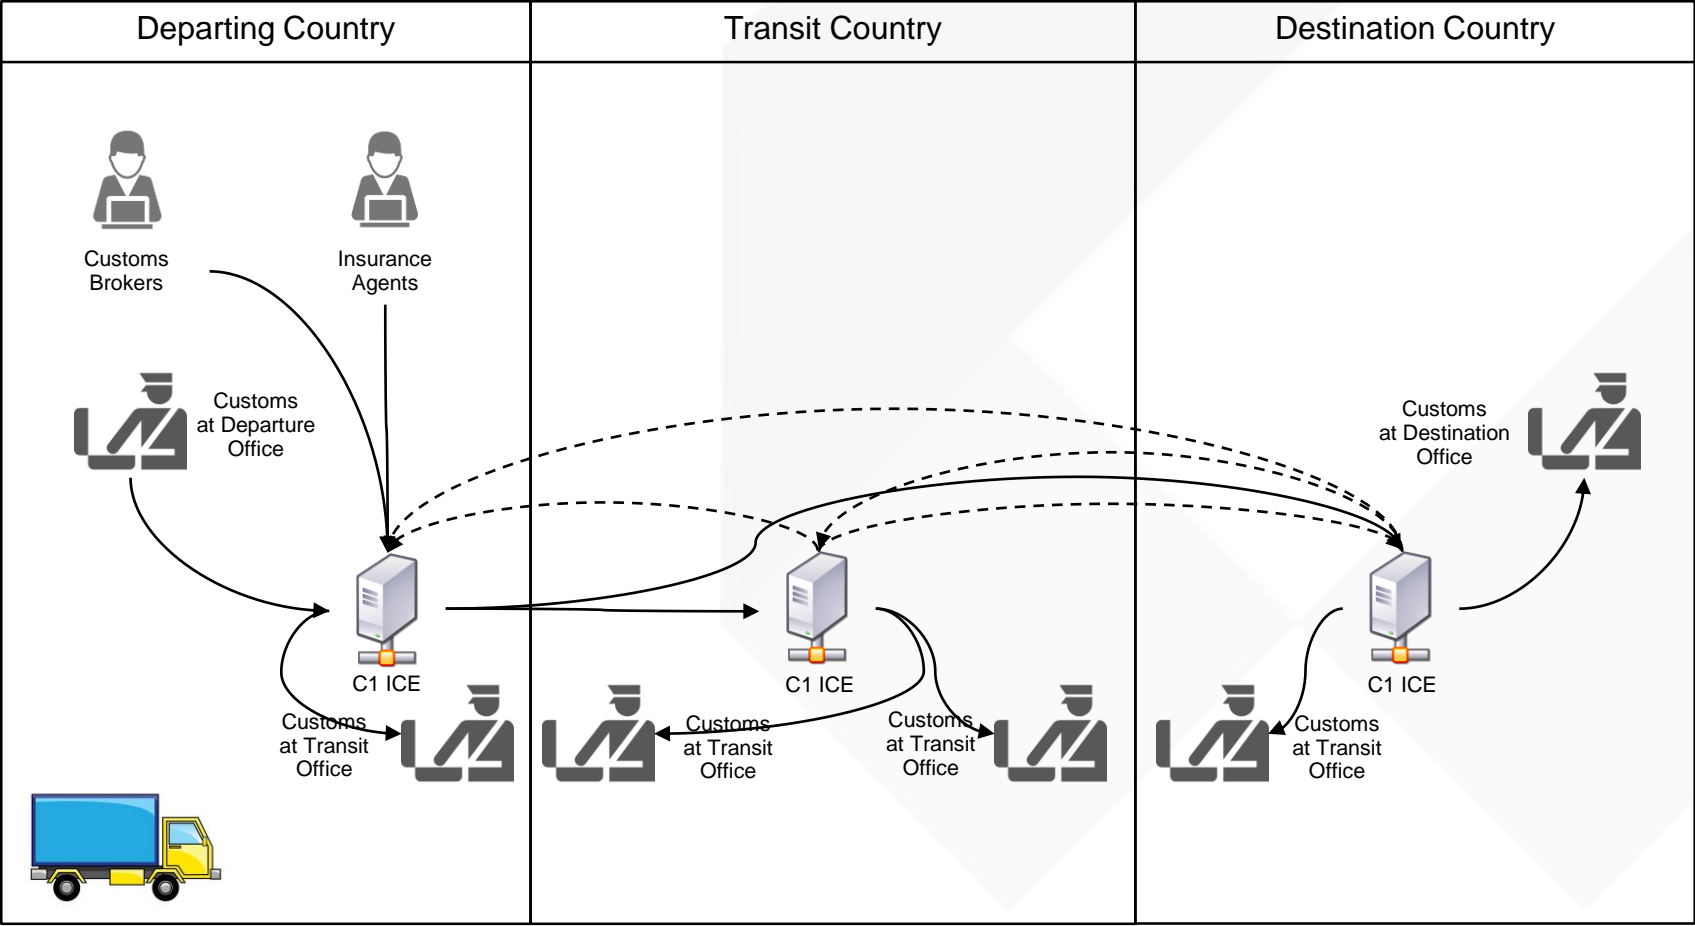 Departing Country
Transit Country
Destination Country
Customs
Brokers
Insurance
Agents
Customs
at Departure
Office
Customs
at Destination
Office
C1 ICE
C1 ICE
C1 ICE
Customs
at Transit
Office
Customs
at Transit
Office
Customs
at Transit
Office
Customs
at Transit
Office